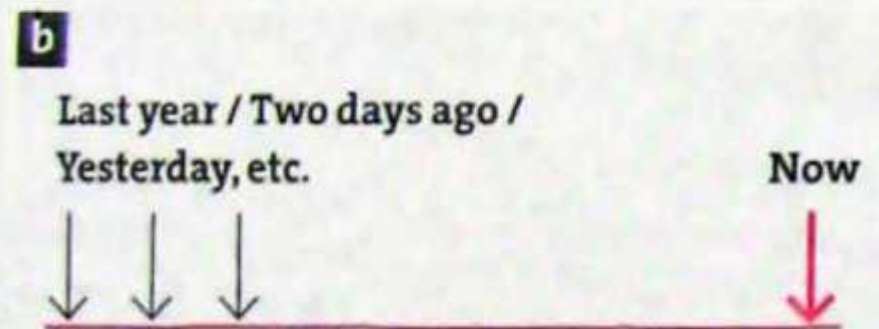 b
Last year / Two days ago /
Yesterday, etc.
Now